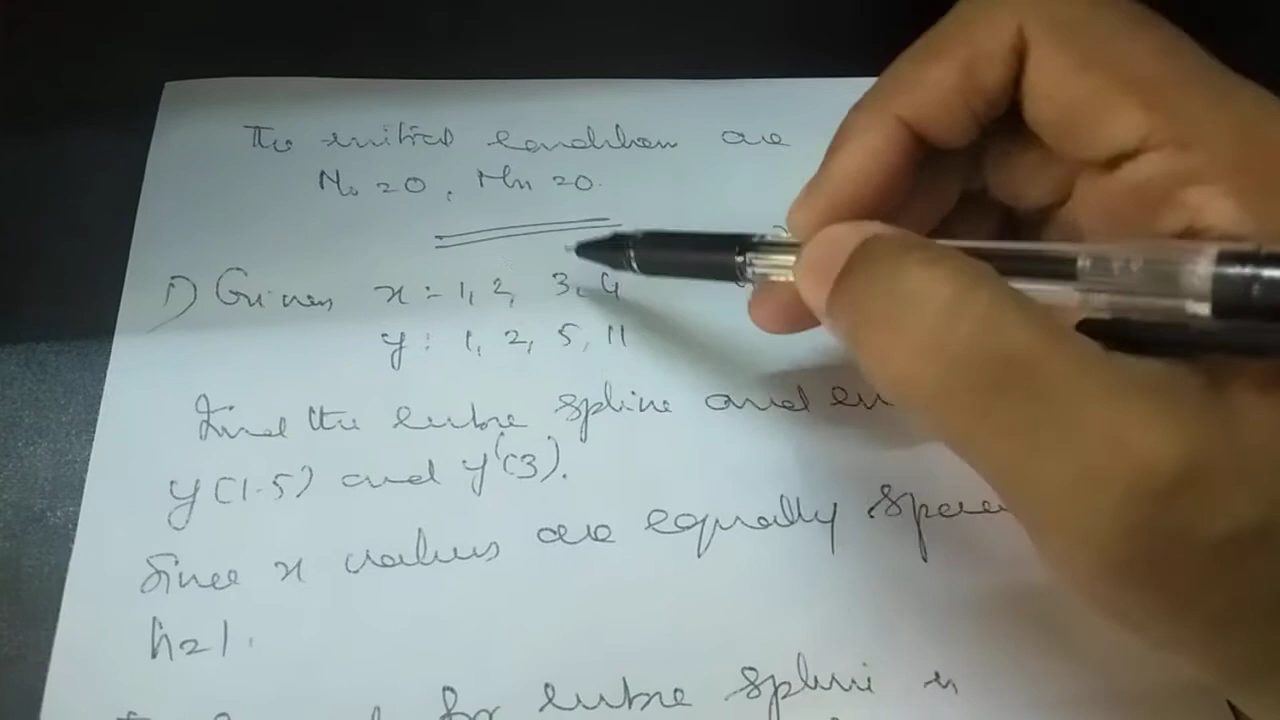 The initial condition are
M₀ = 0, Mn = 0.
1) Given x : 1, 2, 3, 4
y : 1, 2, 5, 11
Find the cubic spline and
y(1.5) and y'(3).
Since x values are equally
h = 1.
for cubic spline is